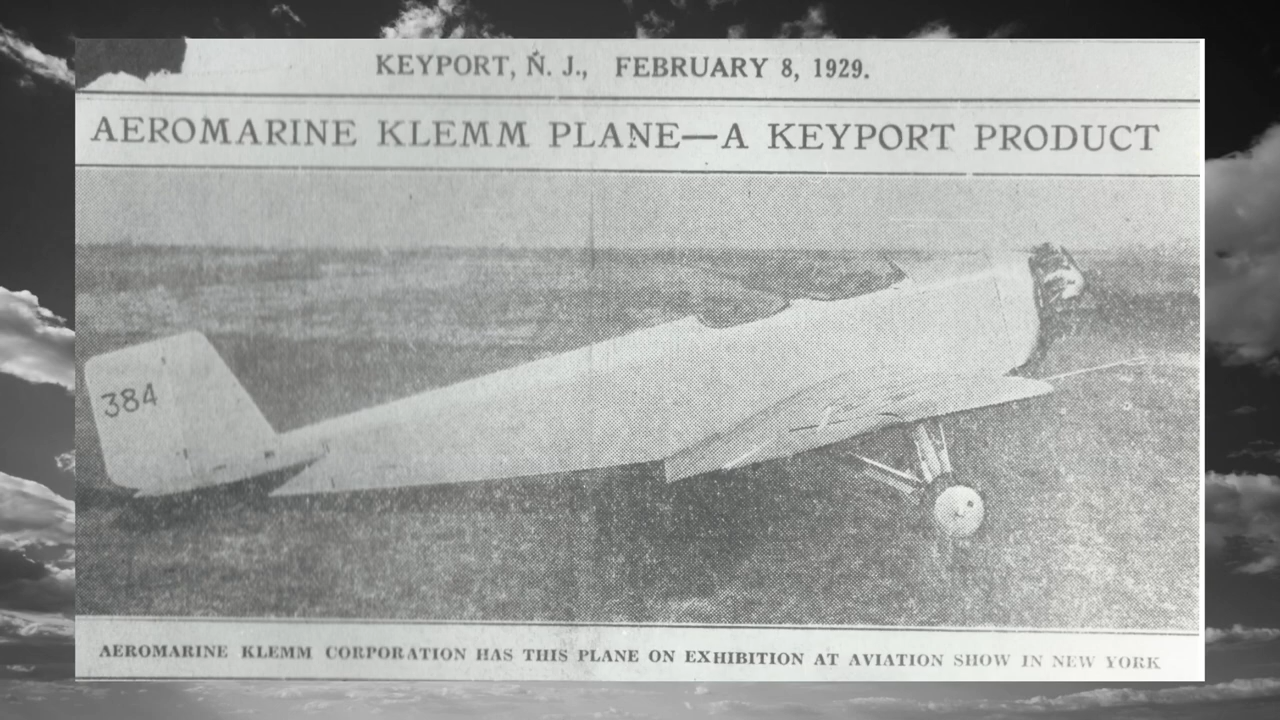 KEYPORT, N. J., FEBRUARY 8, 1929.
AEROMARINE KLEMM PLANE—A KEYPORT PRODUCT
384
AEROMARINE KLEMM CORPORATION HAS THIS PLANE ON EXHIBITION AT AVIATION SHOW IN NEW YORK